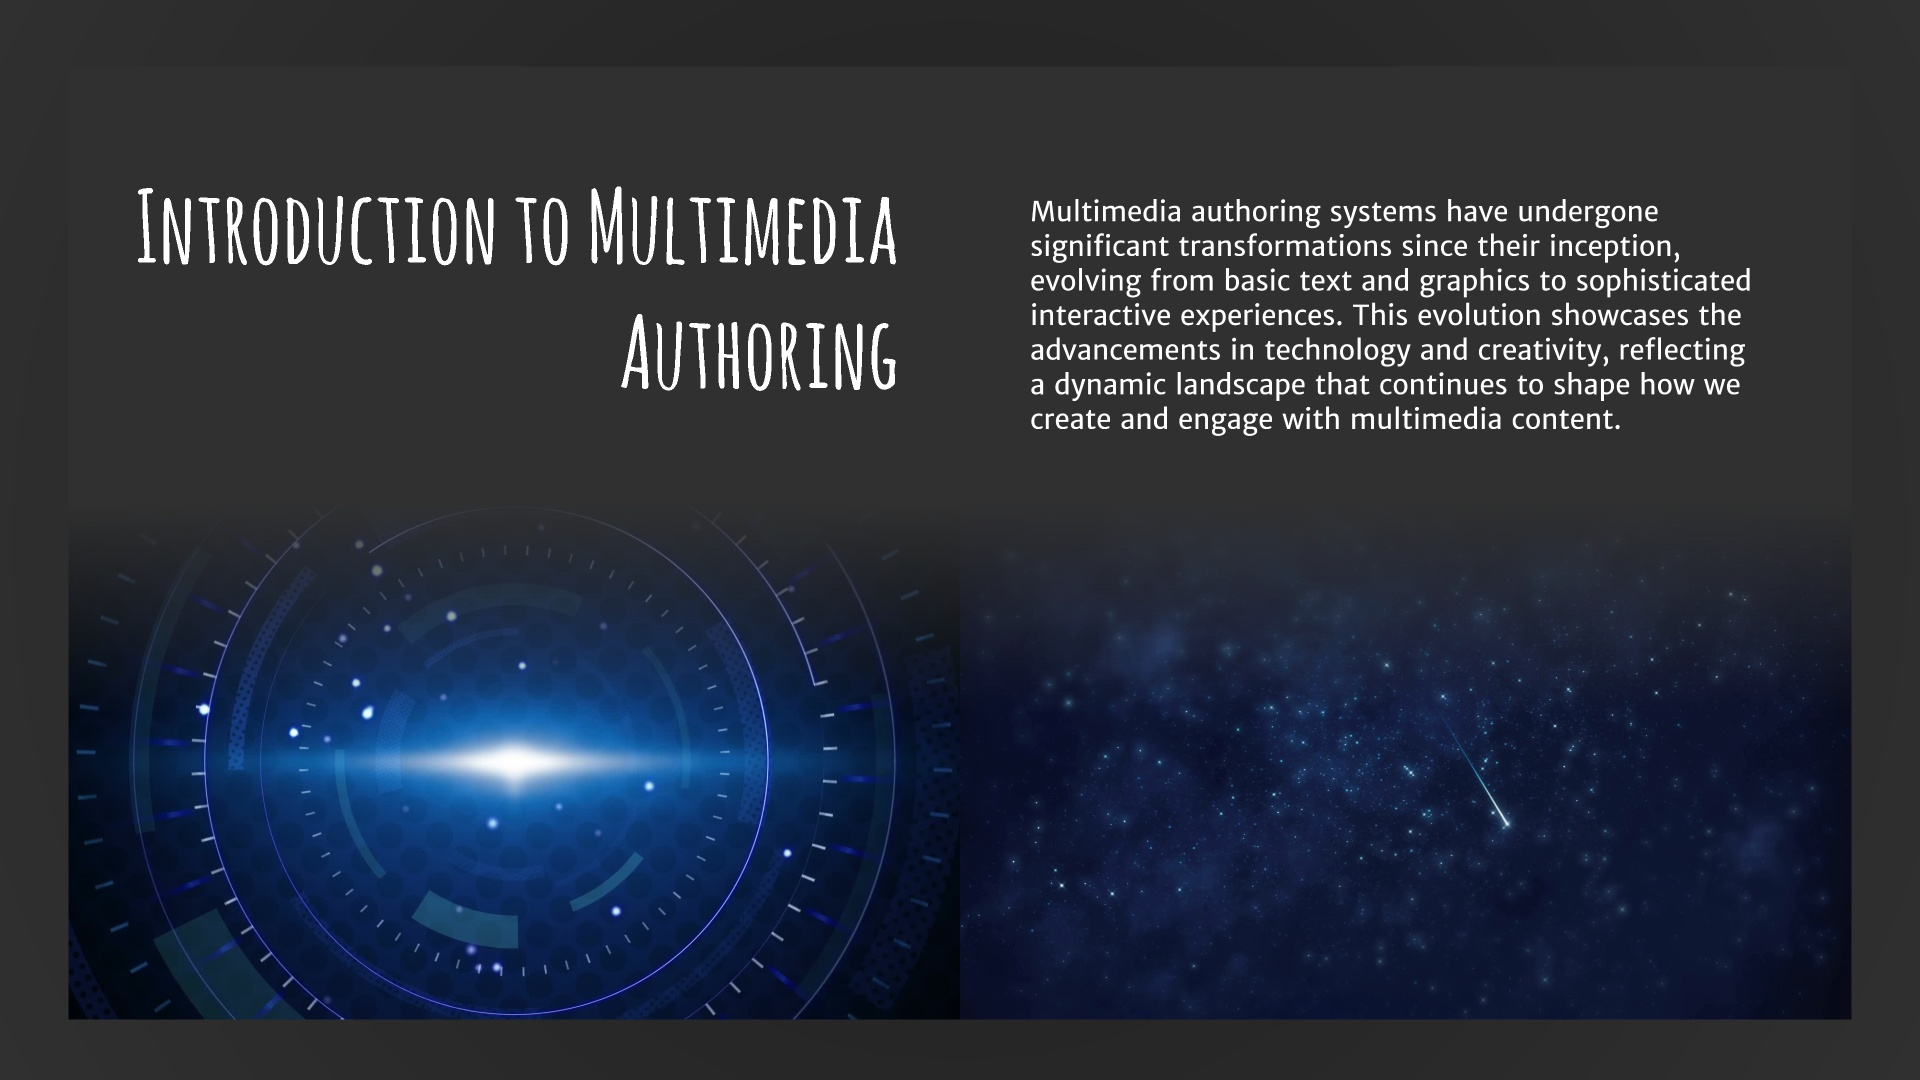 Introduction to Multimedia
Authoring
Multimedia authoring systems have undergone
significant transformations since their inception,
evolving from basic text and graphics to sophisticated
interactive experiences. This evolution showcases the
advancements in technology and creativity, reflecting
a dynamic landscape that continues to shape how we
create and engage with multimedia content.